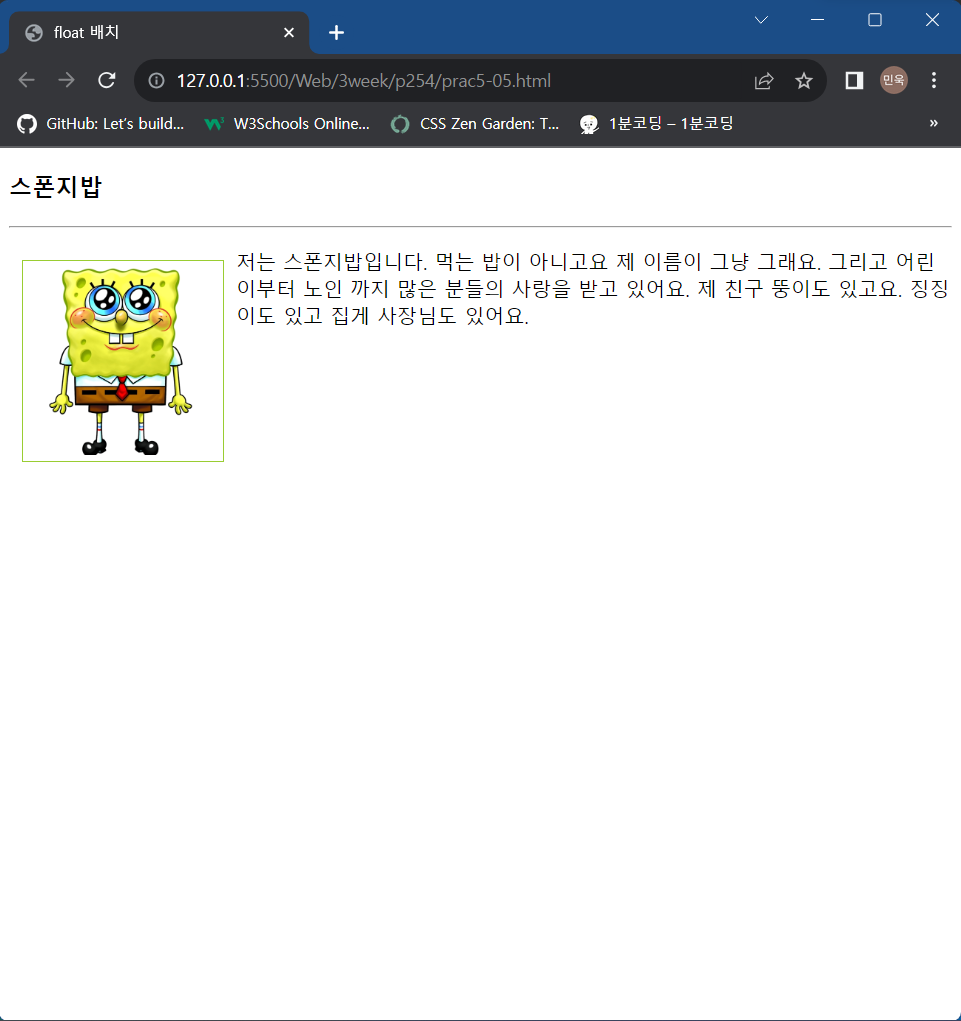 float 배치
127.0.0.1:5500/Web/3week/p254/prac5-05.html
민욱
GitHub: Let's build...
W3Schools Online...
CSS Zen Garden: T...
1분코딩 – 1분코딩
»
스폰지밥
저는 스폰지밥입니다. 먹는 밥이 아니고요 제 이름이 그냥 그래요. 그리고 어린
이부터 노인 까지 많은 분들의 사랑을 받고 있어요. 제 친구 뚱이도 있고요. 징징
이도 있고 집게 사장님도 있어요.